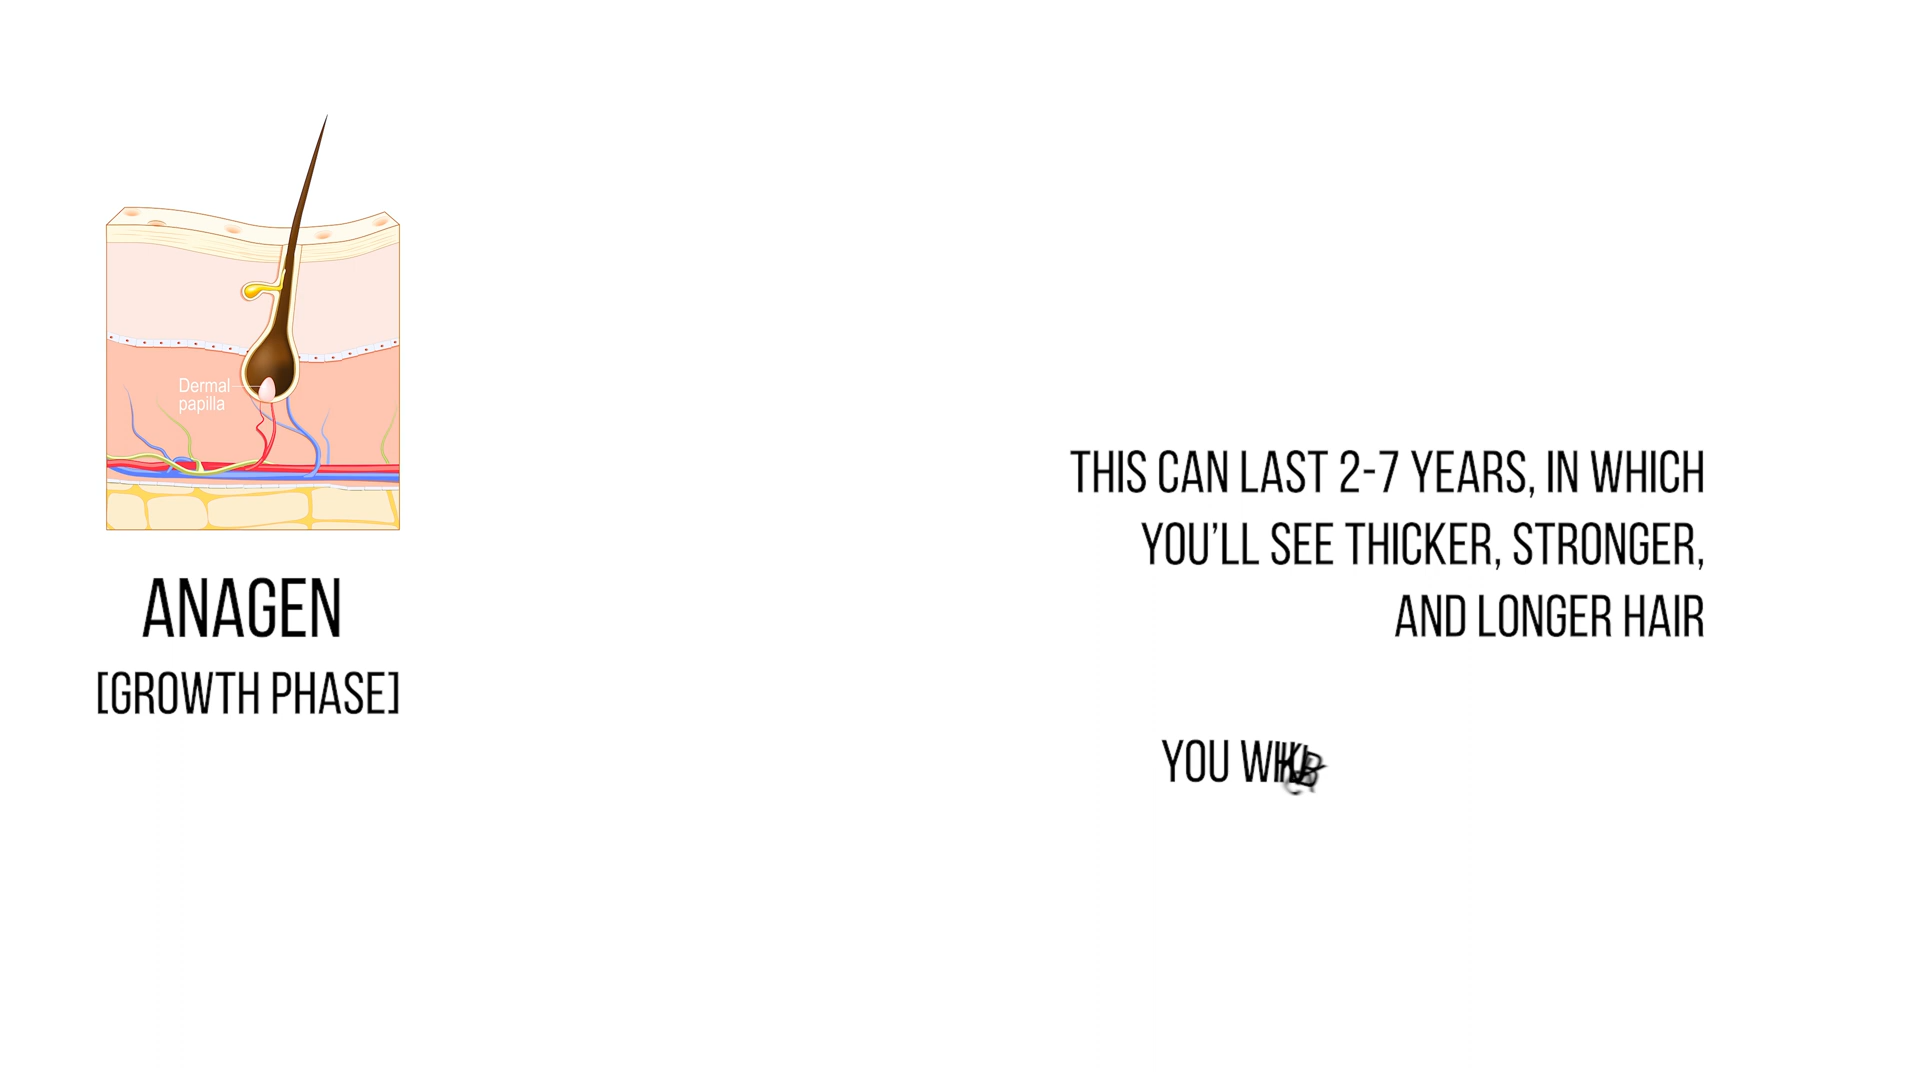 Dermal
papilla
ANAGEN
[GROWTH PHASE]
THIS CAN LAST 2-7 YEARS, IN WHICH
YOU'LL SEE THICKER, STRONGER,
AND LONGER HAIR
YOU